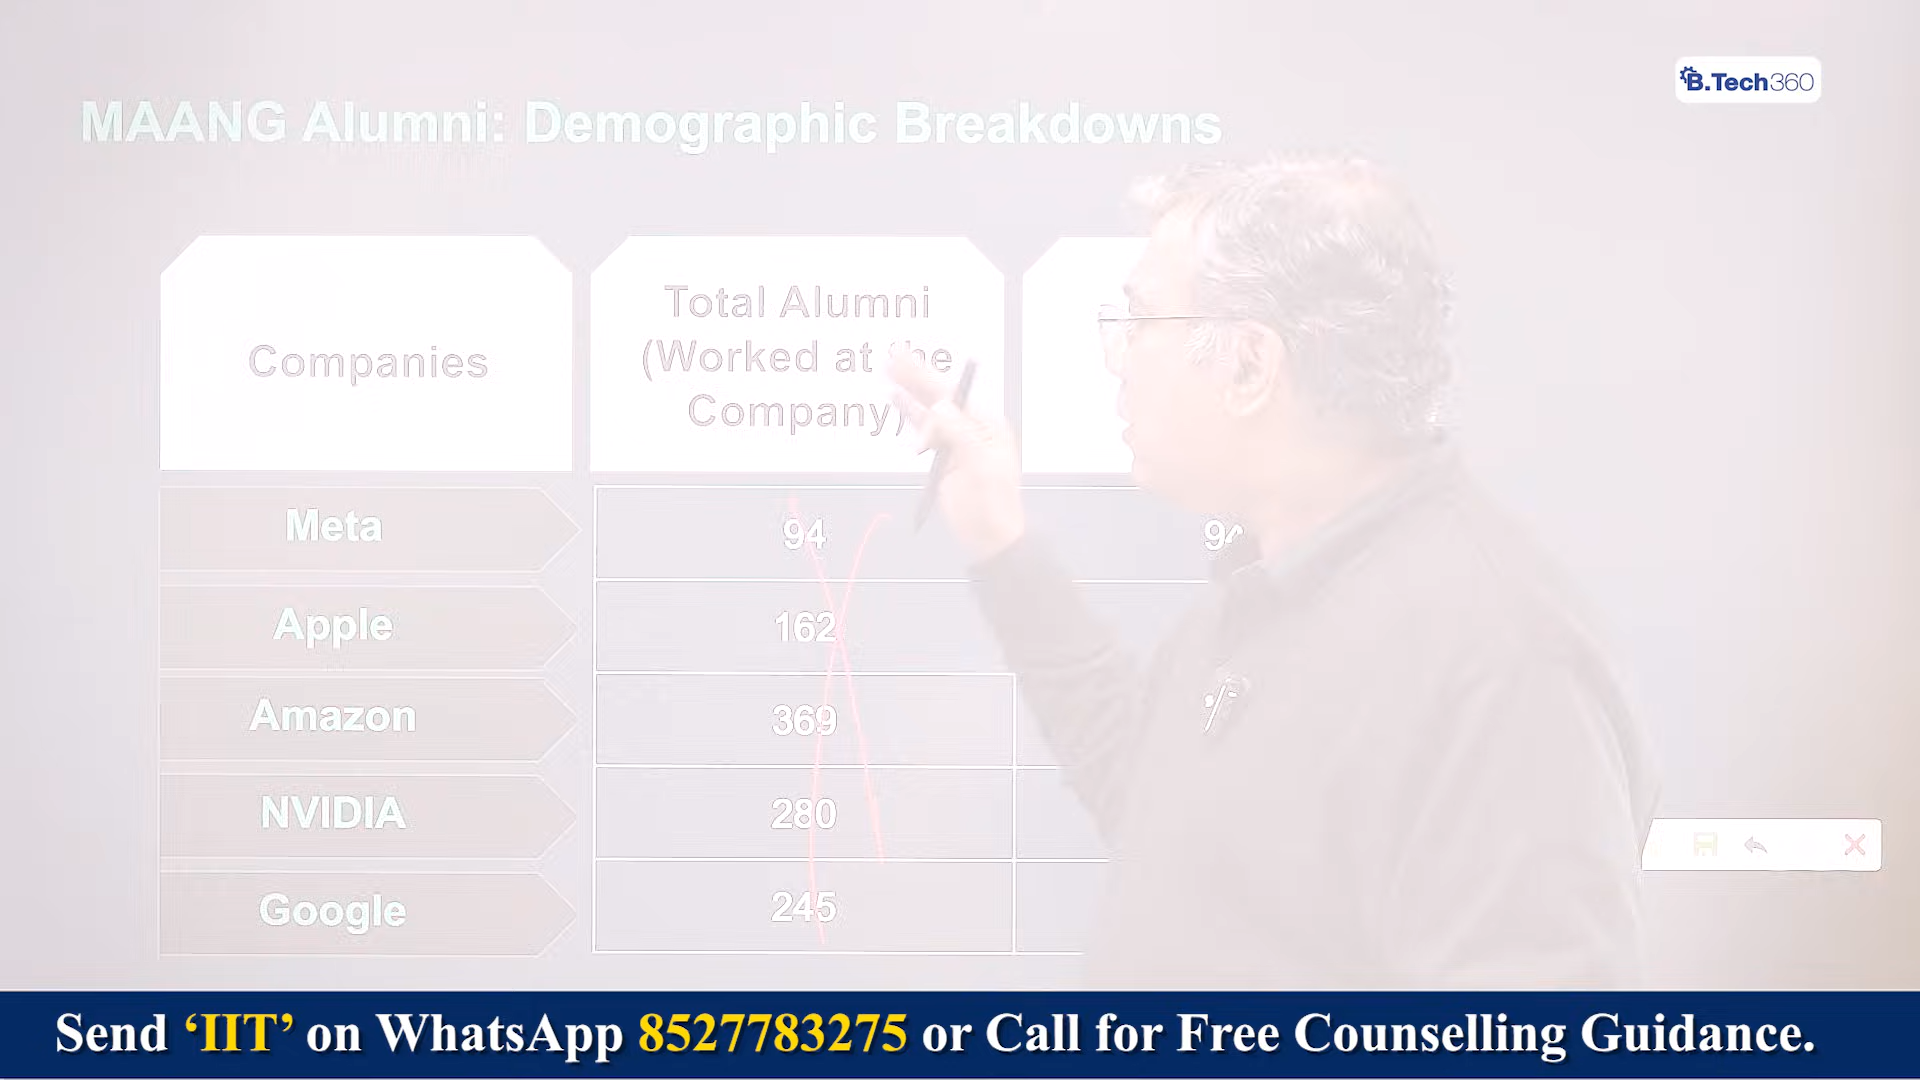 B.Tech360
MAANG Alumni: Demographic Breakdowns
Companies
Total Alumni
(Worked at the
Company)
Meta
94
Apple
162
Amazon
369
NVIDIA
280
Google
245
Send ‘IIT’ on WhatsApp 8527783275 or Call for Free Counselling Guidance.